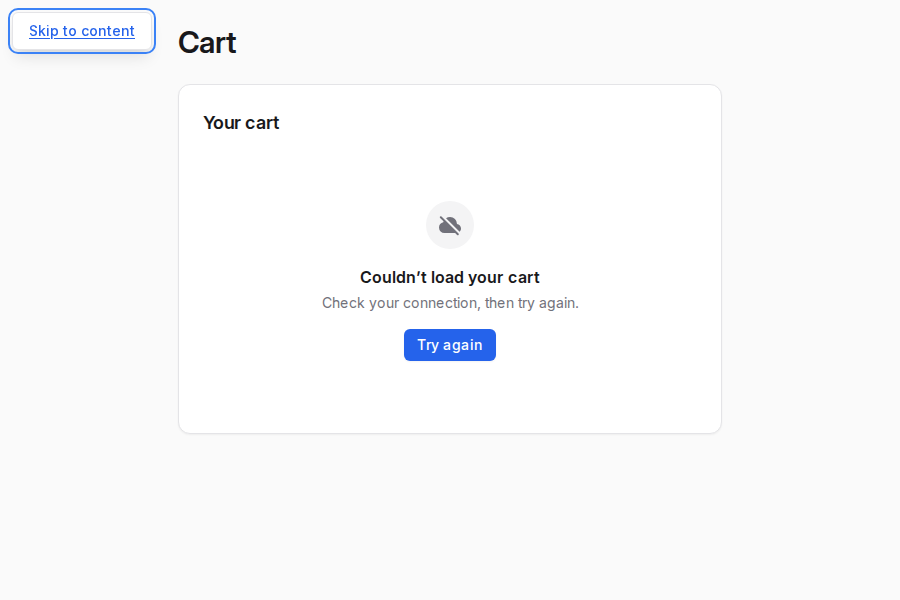 Skip to content
Cart
Your cart
Couldn’t load your cart
Check your connection, then try again.
Try again